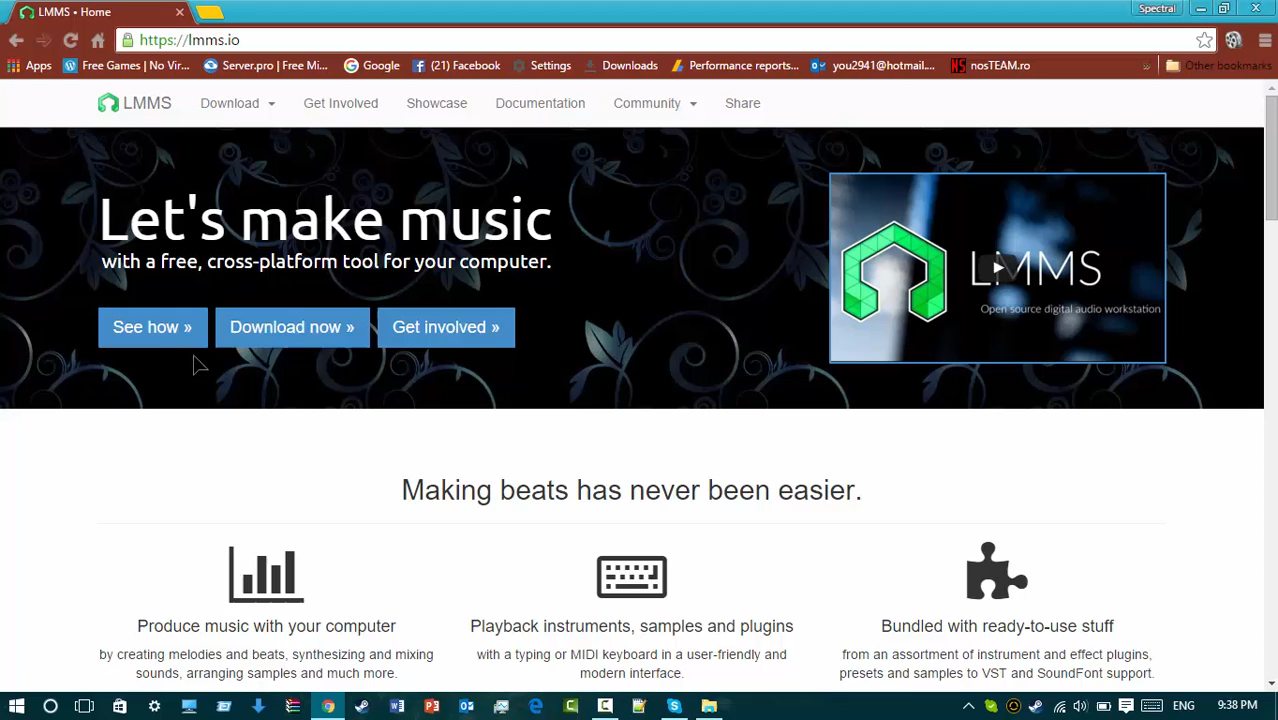 LMMS • Home
Spectral
https://lmms.io
Apps
Free Games | No Vir...
Server.pro | Free Mi...
Google
(21) Facebook
Settings
Downloads
Performance reports...
you2941@hotmail....
NS
nosTEAM.ro
»
Other bookmarks
LMMS
Download
Get Involved
Showcase
Documentation
Community
Share
Let's make music
with a free, cross-platform tool for your computer.
See how »
Download now »
Get involved »
LMMS
Open source digital audio workstation
Making beats has never been easier.
Produce music with your computer
by creating melodies and beats, synthesizing and mixing
sounds, arranging samples and much more.
Playback instruments, samples and plugins
with a typing or MIDI keyboard in a user-friendly and
modern interface.
Bundled with ready-to-use stuff
from an assortment of instrument and effect plugins,
presets and samples to VST and SoundFont support.
ENG
9:38 PM